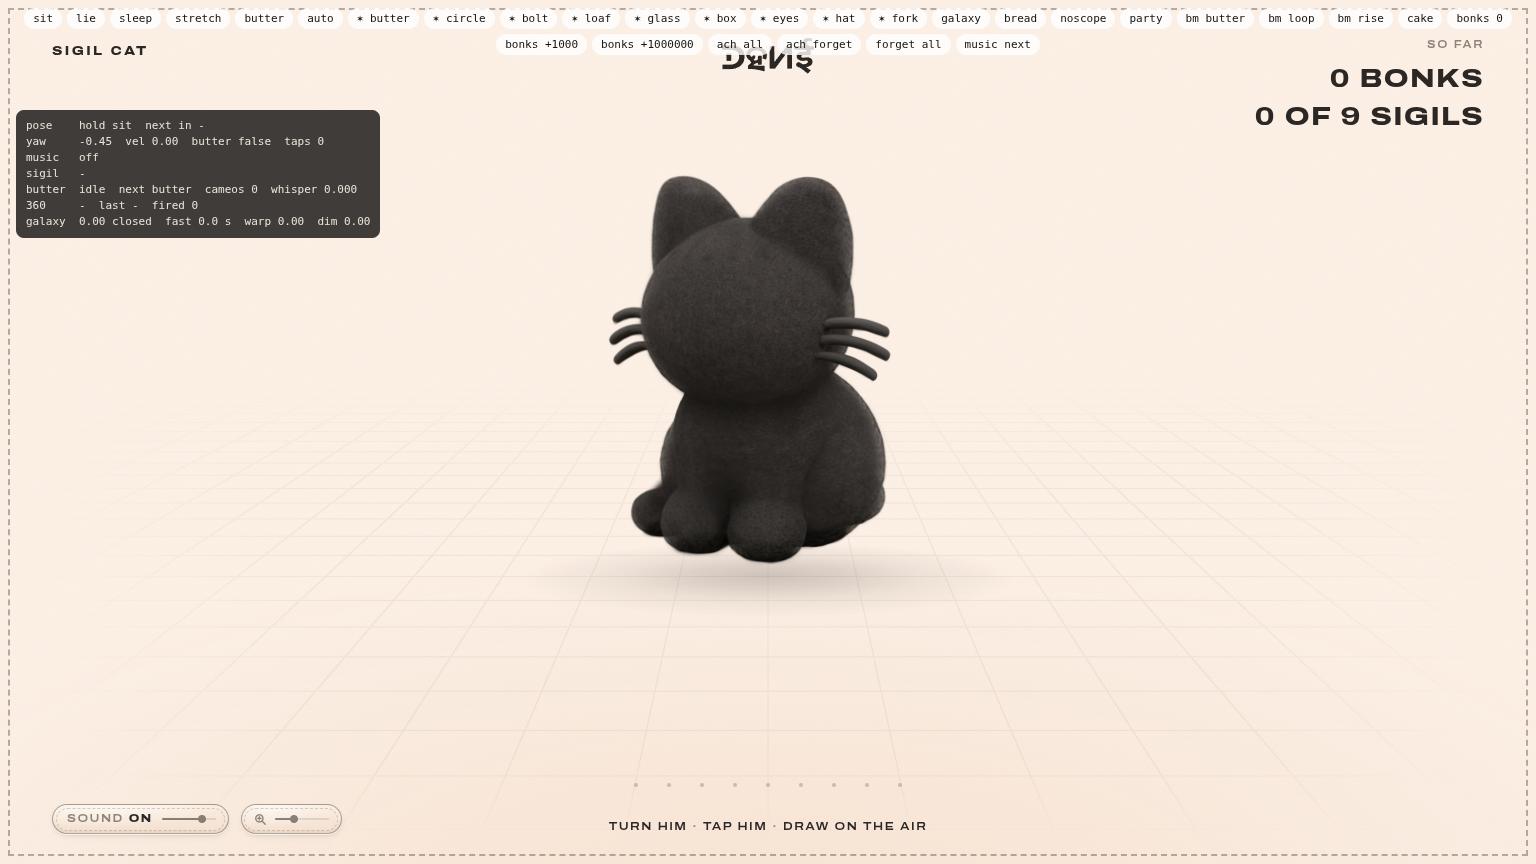 sit lie sleep stretch butter auto ✶ butter ✶ circle ✶ bolt ✶ loaf ✶ glass ✶ box ✶ eyes ✶ hat ✶ fork galaxy bread noscope party bm butter bm loop bm rise cake bonks 0
bonks +1000 bonks +1000000 ach all ach forget forget all music next
SIGIL CAT
SO FAR
0 BONKS
0 OF 9 SIGILS
pose hold sit next in -
yaw -0.45 vel 0.00 butter false taps 0
music off
sigil -
butter idle next butter cameos 0 whisper 0.000
360 - last - fired 0
galaxy 0.00 closed fast 0.0 s warp 0.00 dim 0.00
SOUND ON
TURN HIM · TAP HIM · DRAW ON THE AIR